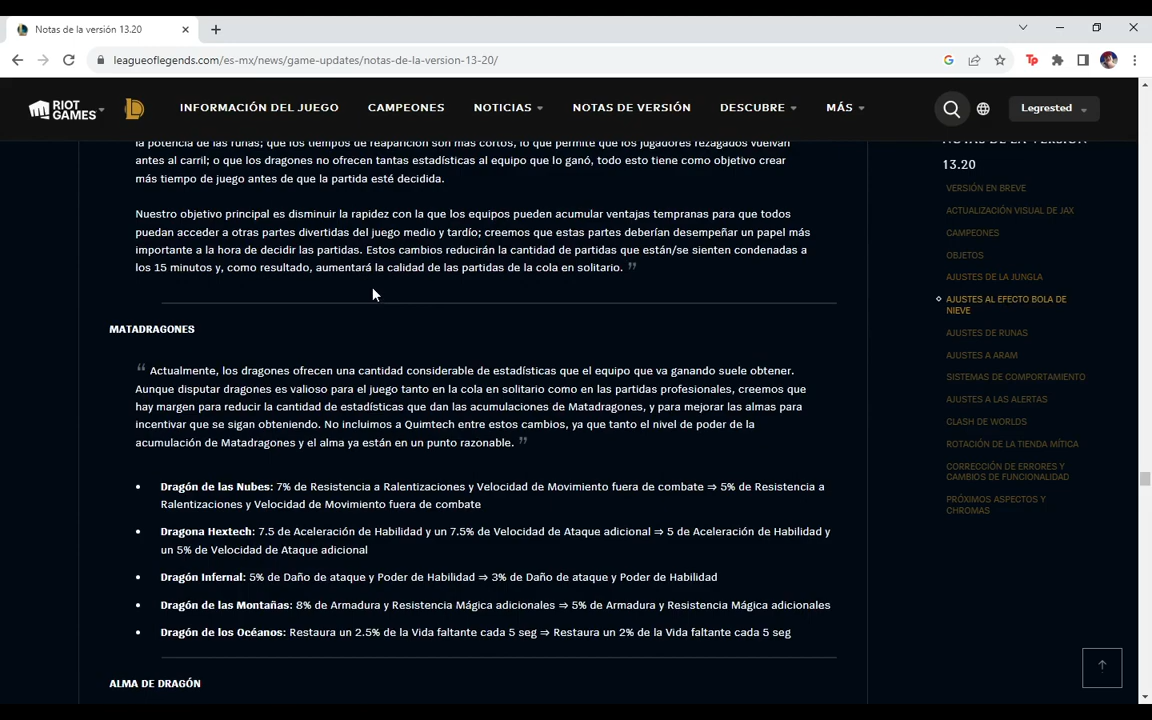 Notas de la versión 13.20
leagueoflegends.com/es-mx/news/game-updates/notas-de-la-version-13-20/
RIOT GAMES
INFORMACIÓN DEL JUEGO
CAMPEONES
NOTICIAS
NOTAS DE VERSIÓN
DESCUBRE
MÁS
Legrested
la potencia de las runas; que los tiempos de reaparición son más cortos, lo que permite que los jugadores rezagados vuelvan
antes al carril; o que los dragones no ofrecen tantas estadísticas al equipo que lo ganó, todo esto tiene como objetivo crear
más tiempo de juego antes de que la partida esté decidida.
Nuestro objetivo principal es disminuir la rapidez con la que los equipos pueden acumular ventajas tempranas para que todos
puedan acceder a otras partes divertidas del juego medio y tardío; creemos que estas partes deberían desempeñar un papel más
importante a la hora de decidir las partidas. Estos cambios reducirán la cantidad de partidas que están/se sienten condenadas a
los 15 minutos y, como resultado, aumentará la calidad de las partidas de la cola en solitario. ”
MATADRAGONES
“ Actualmente, los dragones ofrecen una cantidad considerable de estadísticas que el equipo que va ganando suele obtener.
Aunque disputar dragones es valioso para el juego tanto en la cola en solitario como en las partidas profesionales, creemos que
hay margen para reducir la cantidad de estadísticas que dan las acumulaciones de Matadragones, y para mejorar las almas para
incentivar que se sigan obteniendo. No incluimos a Quimtech entre estos cambios, ya que tanto el nivel de poder de la
acumulación de Matadragones y el alma ya están en un punto razonable. ”
• Dragón de las Nubes: 7% de Resistencia a Ralentizaciones y Velocidad de Movimiento fuera de combate ⇒ 5% de Resistencia a
Ralentizaciones y Velocidad de Movimiento fuera de combate
• Dragona Hextech: 7.5 de Aceleración de Habilidad y un 7.5% de Velocidad de Ataque adicional ⇒ 5 de Aceleración de Habilidad y
un 5% de Velocidad de Ataque adicional
• Dragón Infernal: 5% de Daño de ataque y Poder de Habilidad ⇒ 3% de Daño de ataque y Poder de Habilidad
• Dragón de las Montañas: 8% de Armadura y Resistencia Mágica adicionales ⇒ 5% de Armadura y Resistencia Mágica adicionales
• Dragón de los Océanos: Restaura un 2.5% de la Vida faltante cada 5 seg ⇒ Restaura un 2% de la Vida faltante cada 5 seg
ALMA DE DRAGÓN
NOTAS DE LA VERSIÓN
13.20
VERSIÓN EN BREVE
ACTUALIZACIÓN VISUAL DE JAX
CAMPEONES
OBJETOS
AJUSTES DE LA JUNGLA
AJUSTES AL EFECTO BOLA DE
NIEVE
AJUSTES DE RUNAS
AJUSTES A ARAM
SISTEMAS DE COMPORTAMIENTO
AJUSTES A LAS ALERTAS
CLASH DE WORLDS
ROTACIÓN DE LA TIENDA MÍTICA
CORRECCIÓN DE ERRORES Y
CAMBIOS DE FUNCIONALIDAD
PRÓXIMOS ASPECTOS Y
CHROMAS